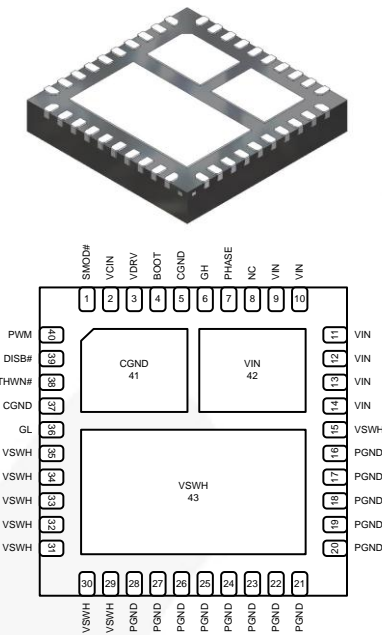 SMOD#
VCIN
VDRV
BOOT
CGND
GH
PHASE
NC
VIN
VIN
1
2
3
4
5
6
7
8
9
10
PWM
40
DISB#
39
THWN#
38
CGND
37
GL
36
VSWH
35
VSWH
34
VSWH
33
VSWH
32
VSWH
31
CGND
41
VIN
42
VSWH
43
11
VIN
12
VIN
13
VIN
14
VIN
15
VSWH
16
PGND
17
PGND
18
PGND
19
PGND
20
PGND
30
29
28
27
26
25
24
23
22
21
VSWH
VSWH
PGND
PGND
PGND
PGND
PGND
PGND
PGND
PGND